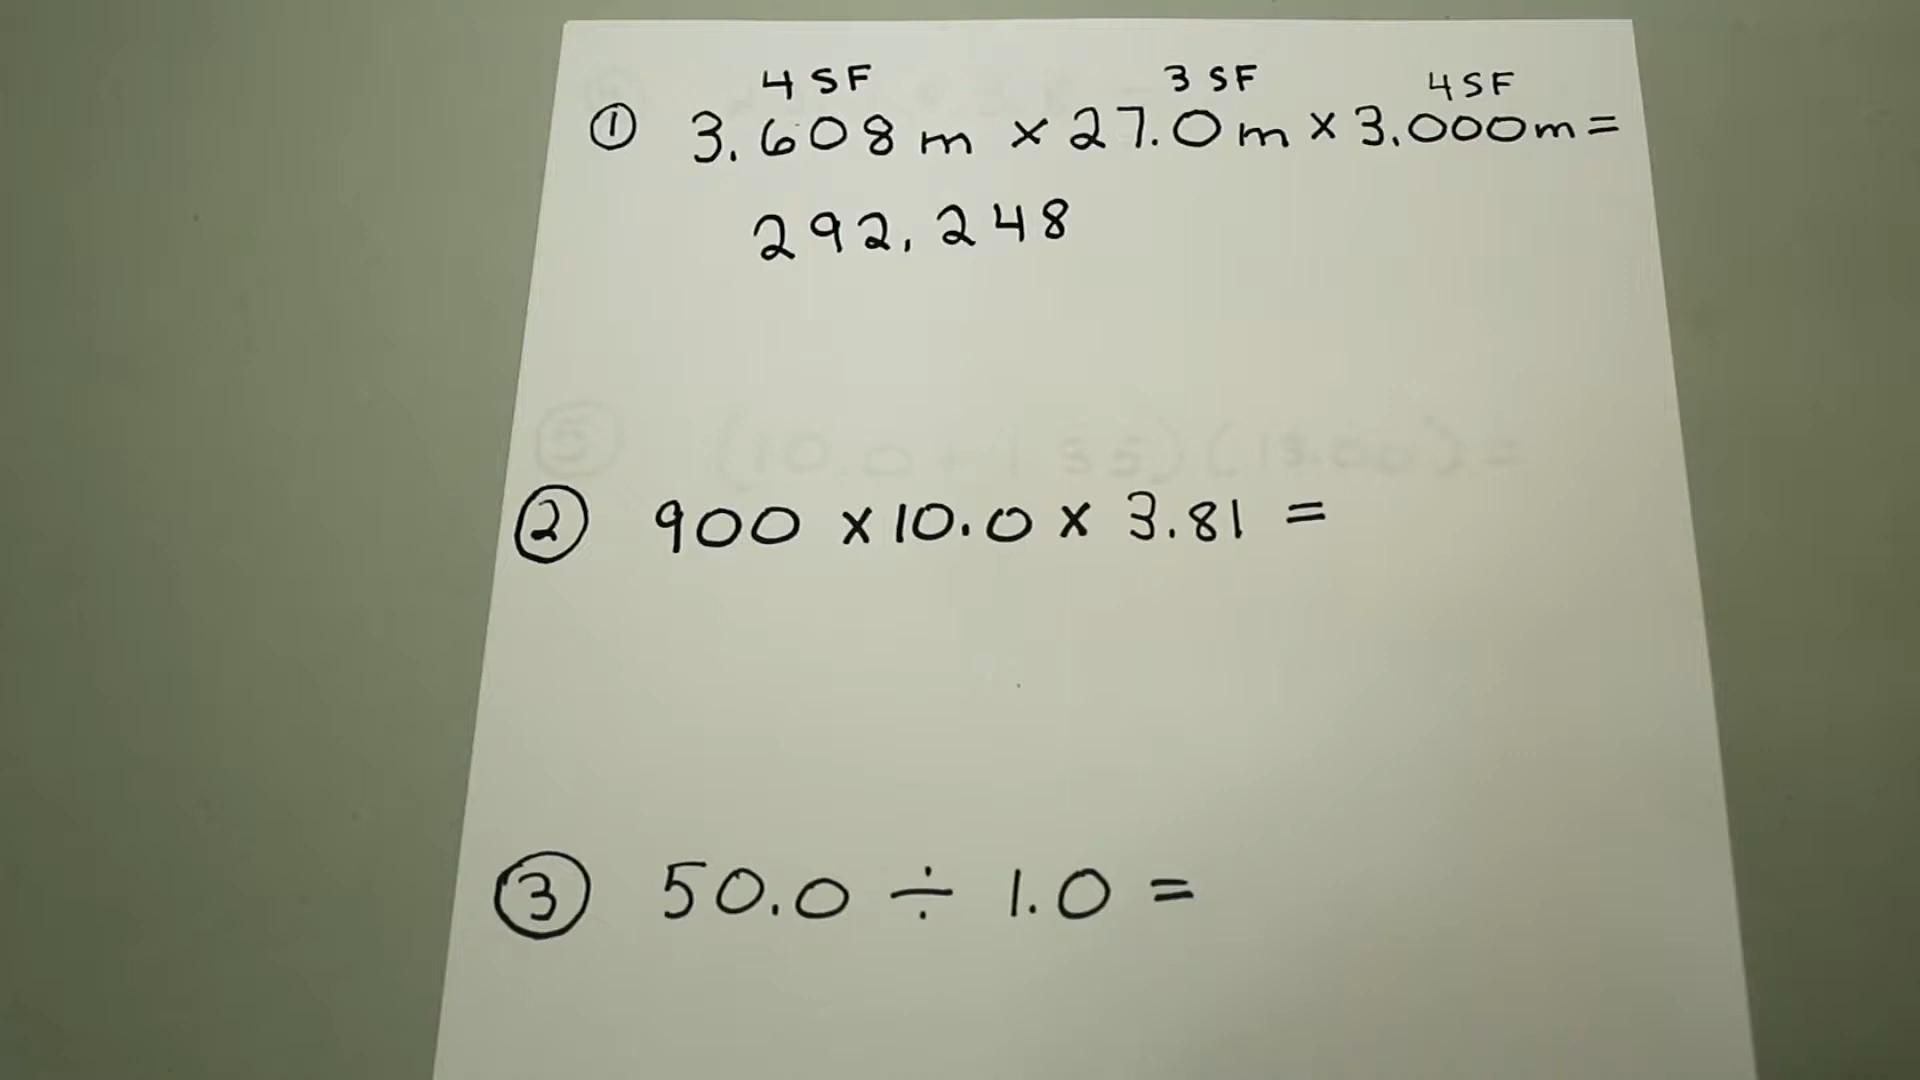 4 SF 3 SF 4 SF
① 3.608 m × 27.0 m × 3.000 m =
292.248
② 900 × 10.0 × 3.81 =
③ 50.0 ÷ 1.0 =